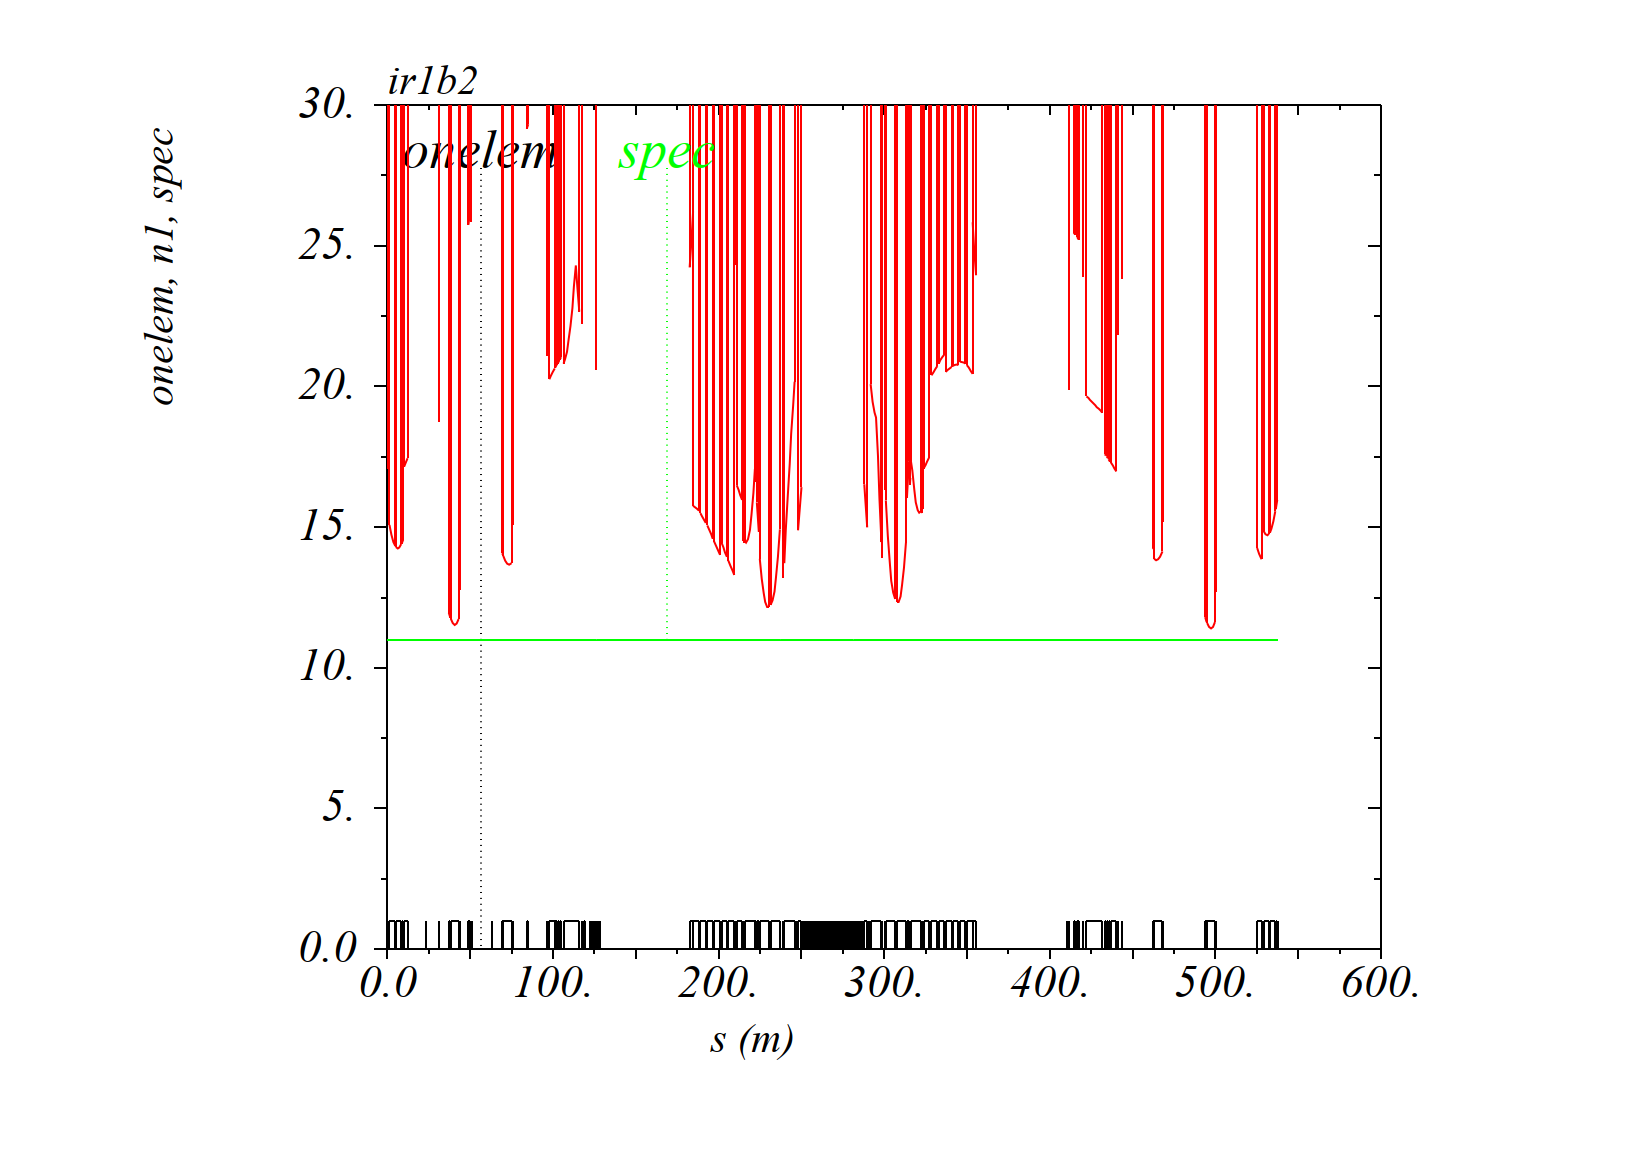 ir1b2
onelem, n1, spec
onelem spec
30.
25.
20.
15.
10.
5.
0.0
0.0 100. 200. 300. 400. 500. 600.
s (m)